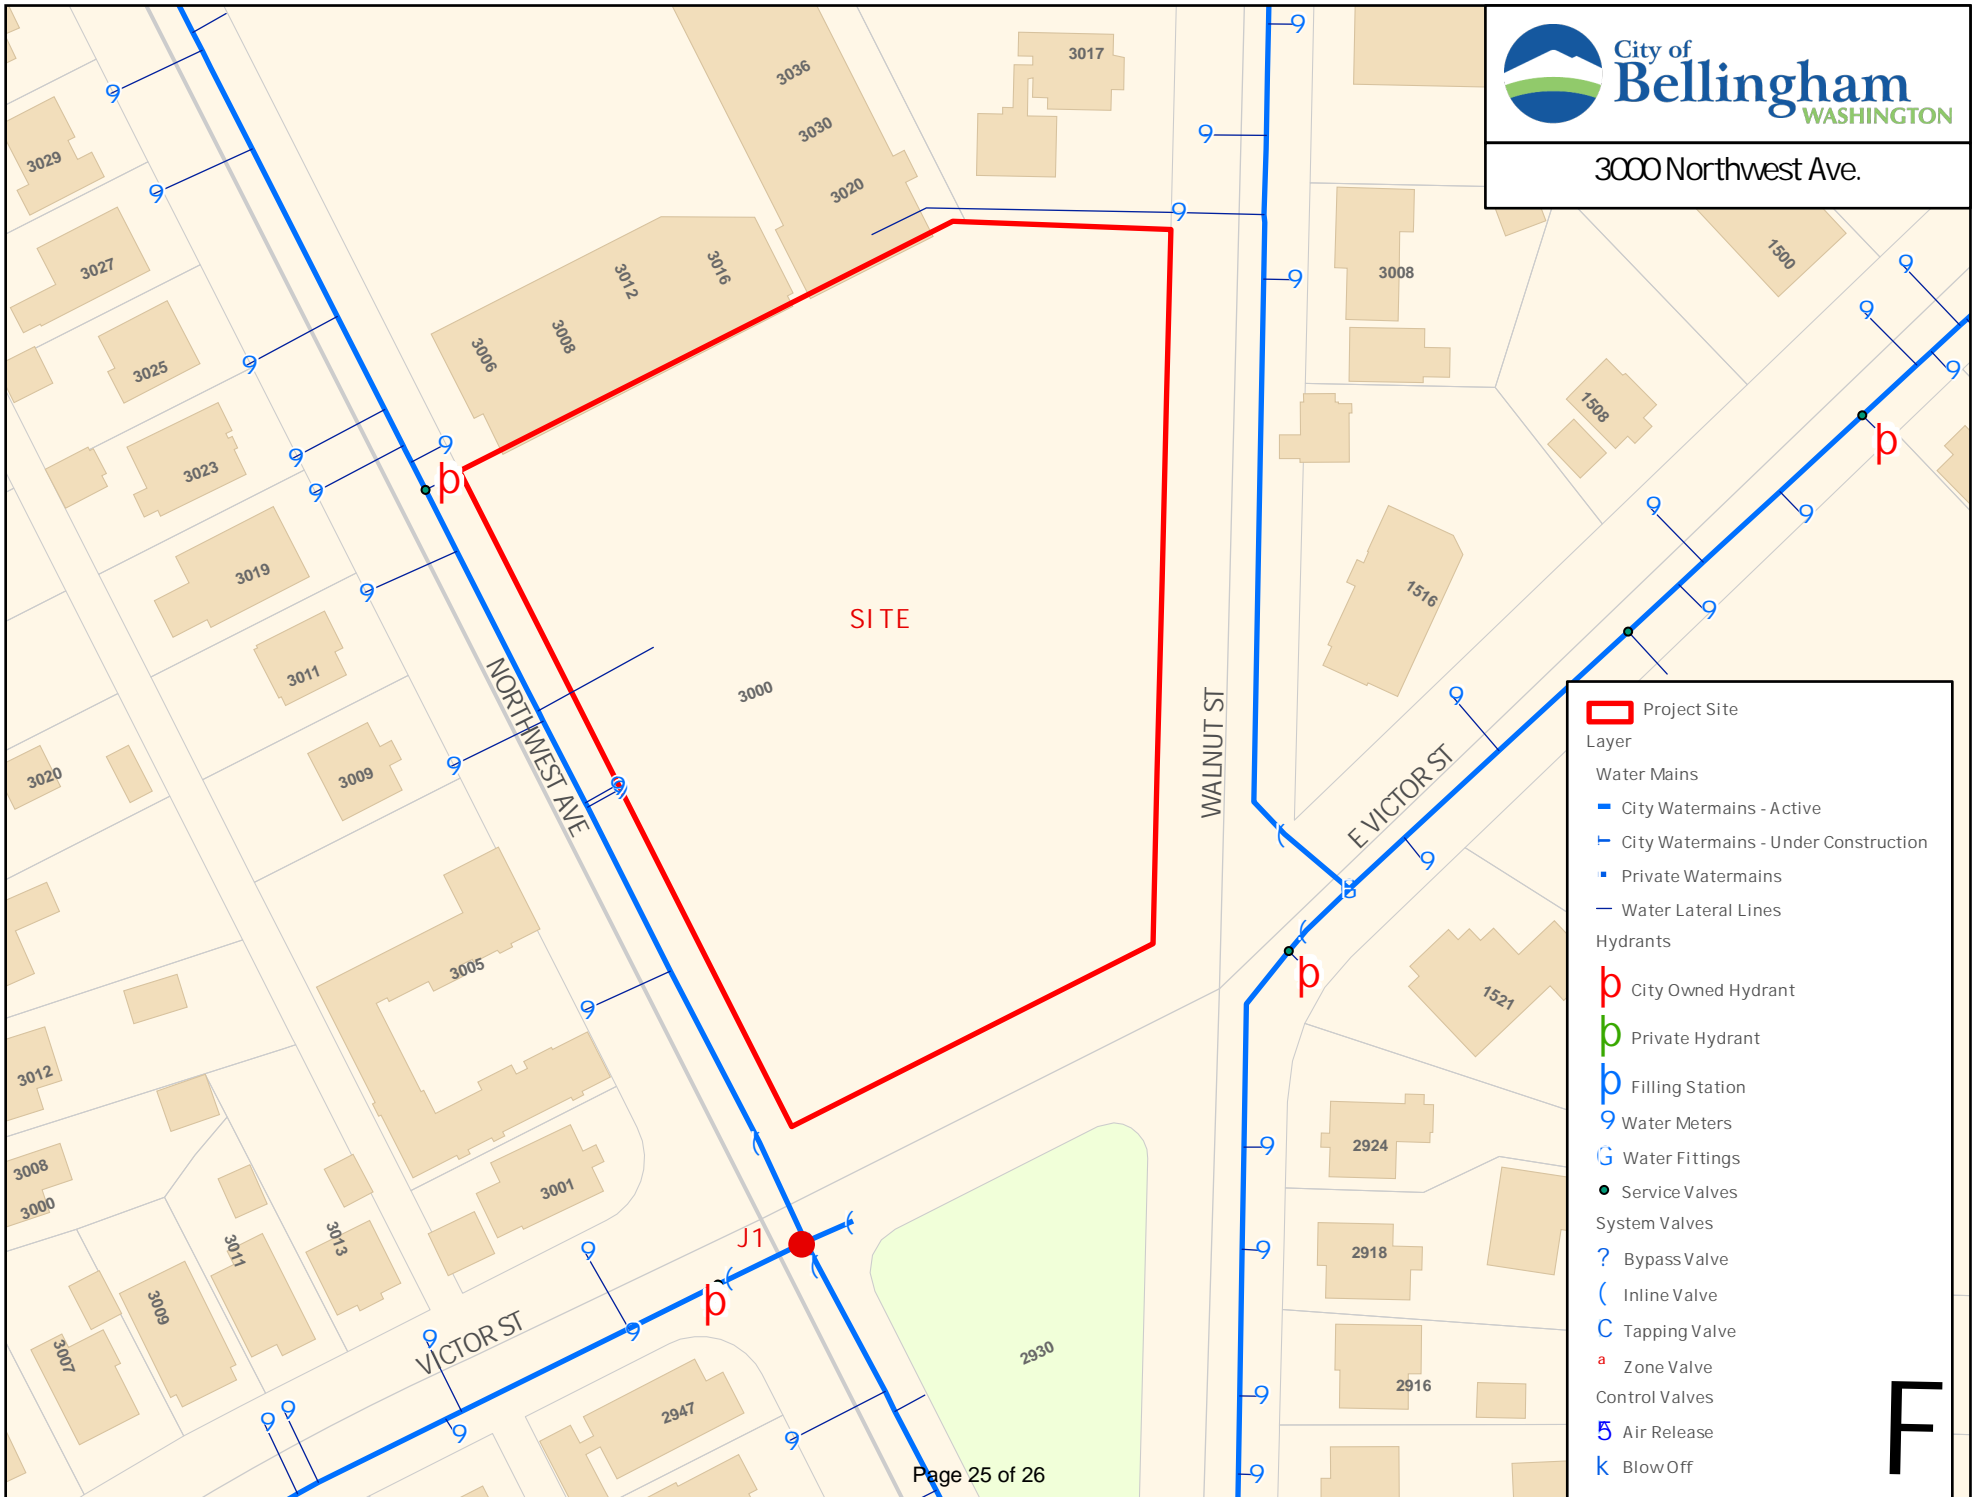 City of
Bellingham
WASHINGTON
3000 Northwest Ave.
3036
3030
3020
3017
3016
3012
3008
3006
3029
3027
3025
3023
3019
3011
3009
3005
3001
3020
3012
3008
3000
3013
3011
3009
3007
2947
3008
1500
1508
1516
1521
2924
2918
2916
2930
SITE
3000
NORTHWEST AVE
WALNUT ST
E VICTOR ST
VICTOR ST
J1
Project Site
Layer
Water Mains
City Watermains - Active
City Watermains - Under Construction
Private Watermains
Water Lateral Lines
Hydrants
þ City Owned Hydrant
þ Private Hydrant
þ Filling Station
9 Water Meters
G Water Fittings
Service Valves
System Valves
? Bypass Valve
( Inline Valve
C Tapping Valve
a Zone Valve
Control Valves
5 Air Release
k Blow Off
F
Page 25 of 26